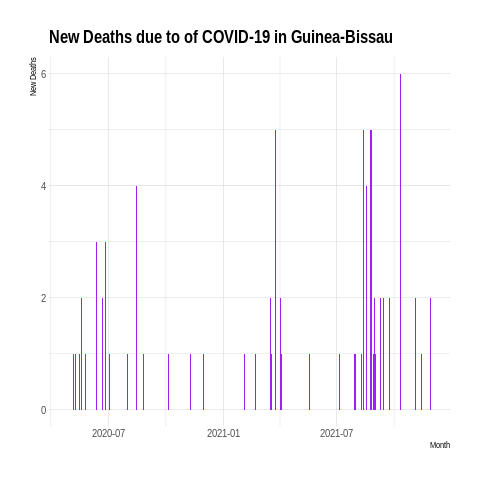 New Deaths due to of COVID-19 in Guinea-Bissau
New Deaths
6
4
2
0
2020-07
2021-01
2021-07
Month